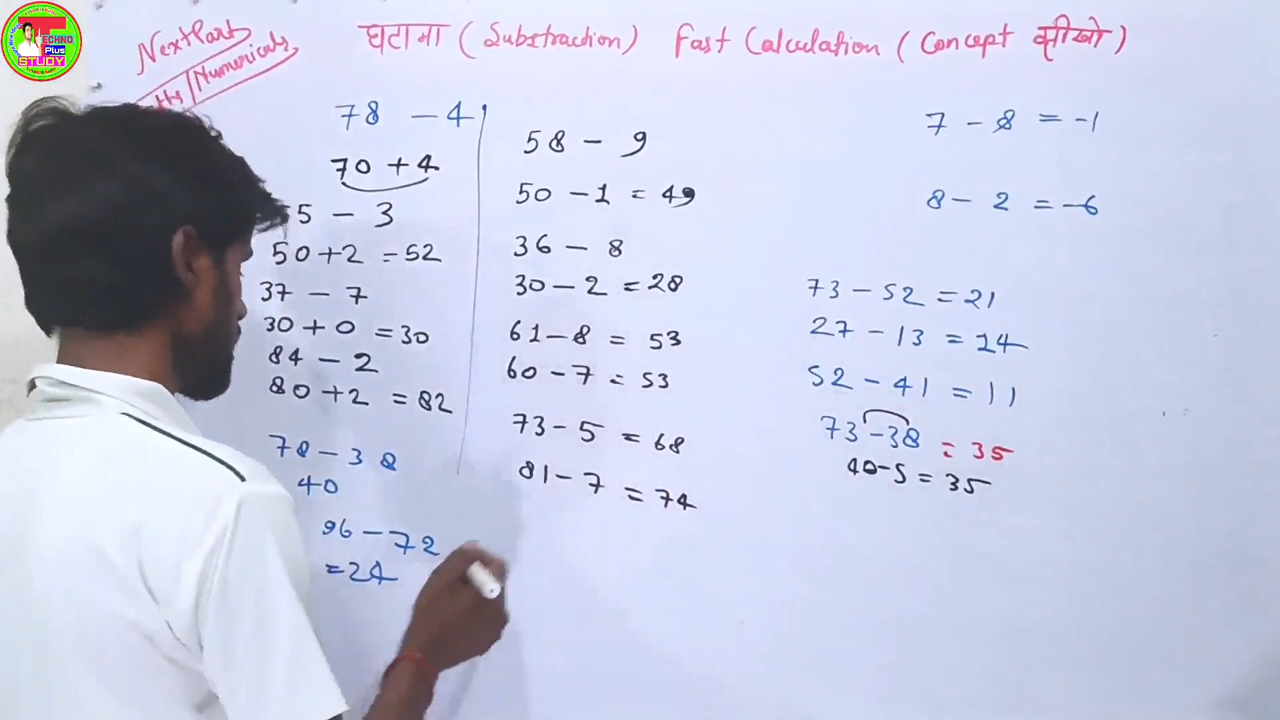 TECHNO
Plus
STUDY
Next Part
Maths/Numericals
घटाना (Substraction) Fast Calculation (Concept सीखो)
78 - 4
70 + 4
55 - 3
50 + 2 = 52
37 - 7
30 + 0 = 30
84 - 2
80 + 2 = 82
78 - 38
40
96 - 72
= 24
58 - 9
50 - 1 = 49
36 - 8
30 - 2 = 28
61 - 8 = 53
60 - 7 = 53
73 - 5 = 68
81 - 7 = 74
7 - 8 = -1
8 - 2 = -6
73 - 52 = 21
27 - 13 = 14
52 - 41 = 11
73 - 38 = 35
40 - 5 = 35